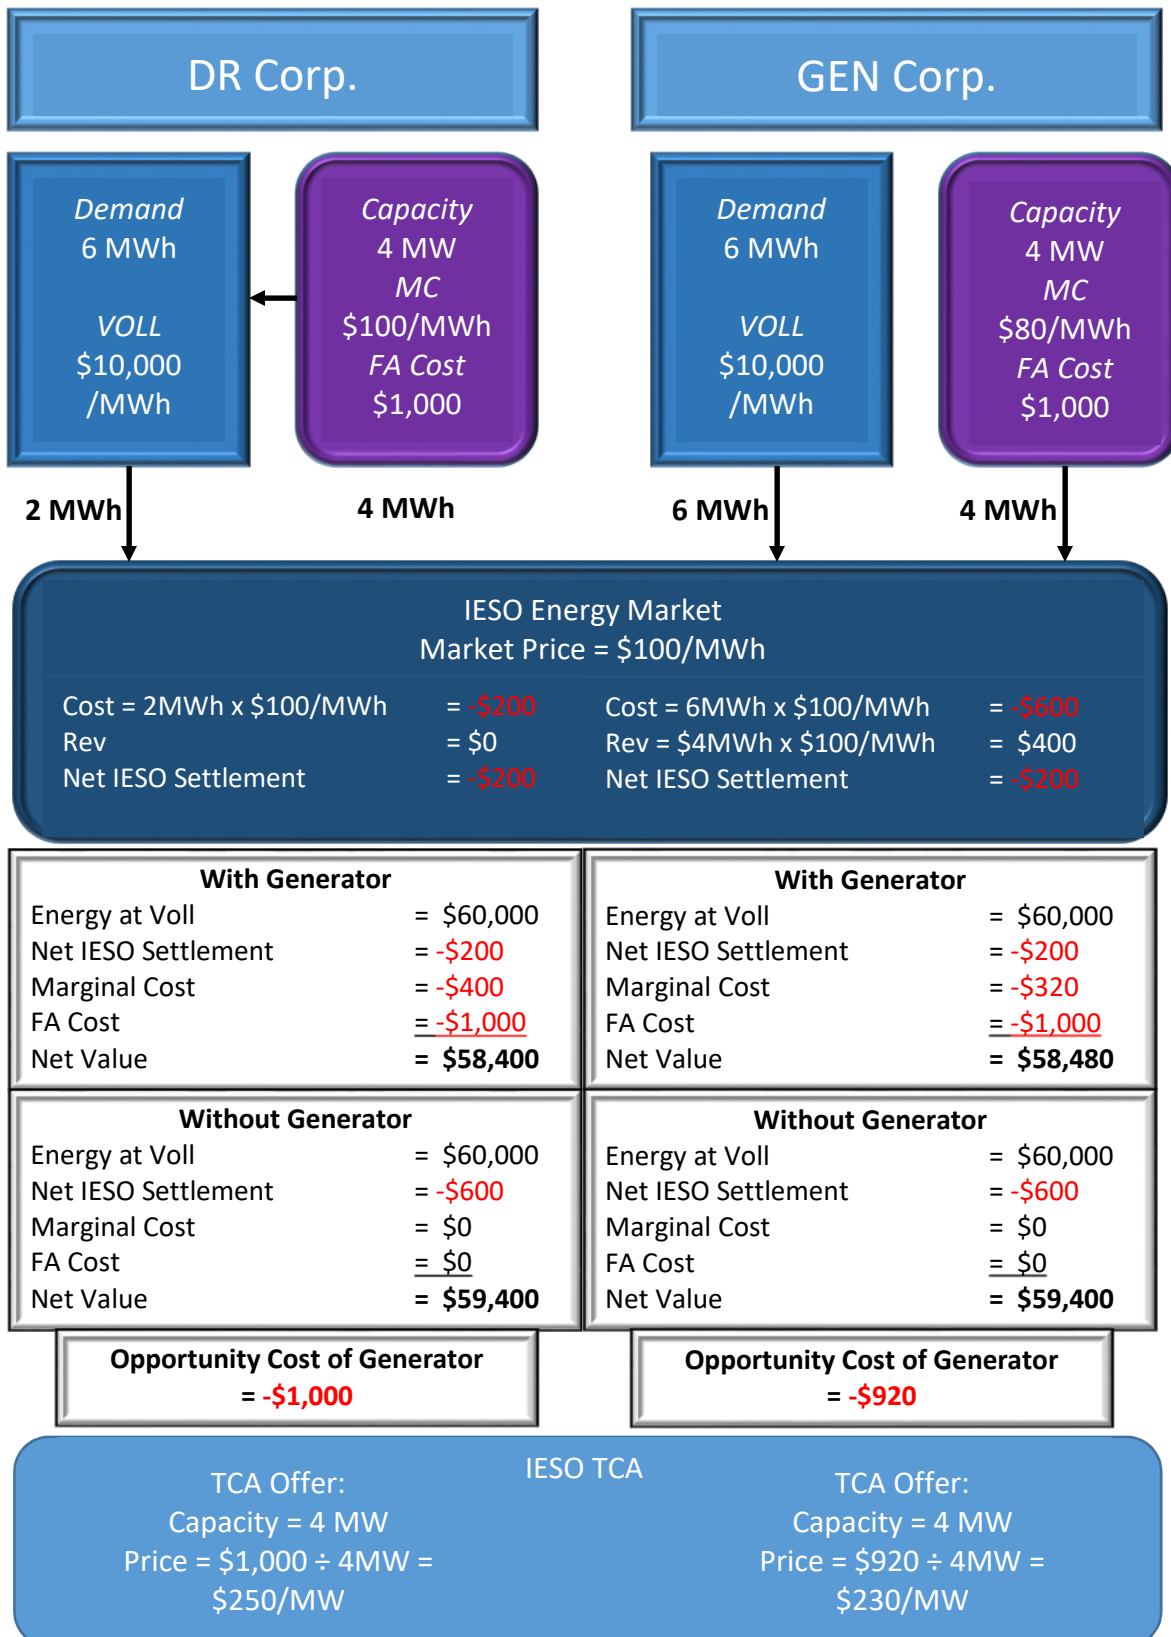 DR Corp.
GEN Corp.
Demand
6 MWh
VOLL
$10,000
/MWh
Capacity
4 MW
MC
$100/MWh
FA Cost
$1,000
Demand
6 MWh
VOLL
$10,000
/MWh
Capacity
4 MW
MC
$80/MWh
FA Cost
$1,000
2 MWh
4 MWh
6 MWh
4 MWh
IESO Energy Market
Market Price = $100/MWh
Cost = 2MWh x $100/MWh = -$200
Rev = $0
Net IESO Settlement = -$200
Cost = 6MWh x $100/MWh = -$600
Rev = $4MWh x $100/MWh = $400
Net IESO Settlement = -$200
With Generator
Energy at Voll = $60,000
Net IESO Settlement = -$200
Marginal Cost = -$400
FA Cost = -$1,000
Net Value = $58,400
With Generator
Energy at Voll = $60,000
Net IESO Settlement = -$200
Marginal Cost = -$320
FA Cost = -$1,000
Net Value = $58,480
Without Generator
Energy at Voll = $60,000
Net IESO Settlement = -$600
Marginal Cost = $0
FA Cost = $0
Net Value = $59,400
Without Generator
Energy at Voll = $60,000
Net IESO Settlement = -$600
Marginal Cost = $0
FA Cost = $0
Net Value = $59,400
Opportunity Cost of Generator
= -$1,000
Opportunity Cost of Generator
= -$920
IESO TCA
TCA Offer:
Capacity = 4 MW
Price = $1,000 ÷ 4MW =
$250/MW
TCA Offer:
Capacity = 4 MW
Price = $920 ÷ 4MW =
$230/MW